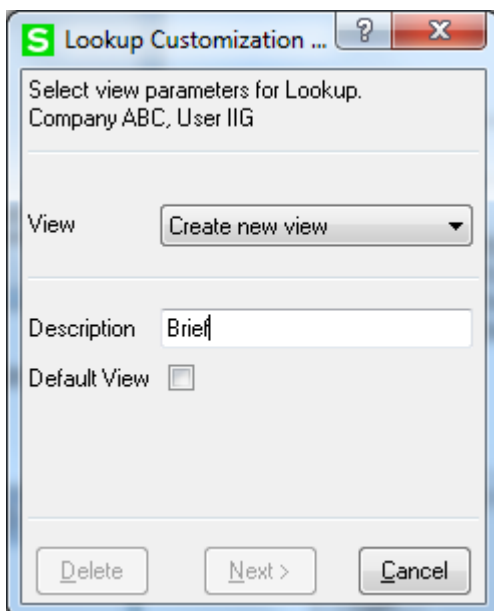 S Lookup Customization ... ? X
Select view parameters for Lookup.
Company ABC, User IIG
View Create new view
Description Brief
Default View
Delete Next > Cancel